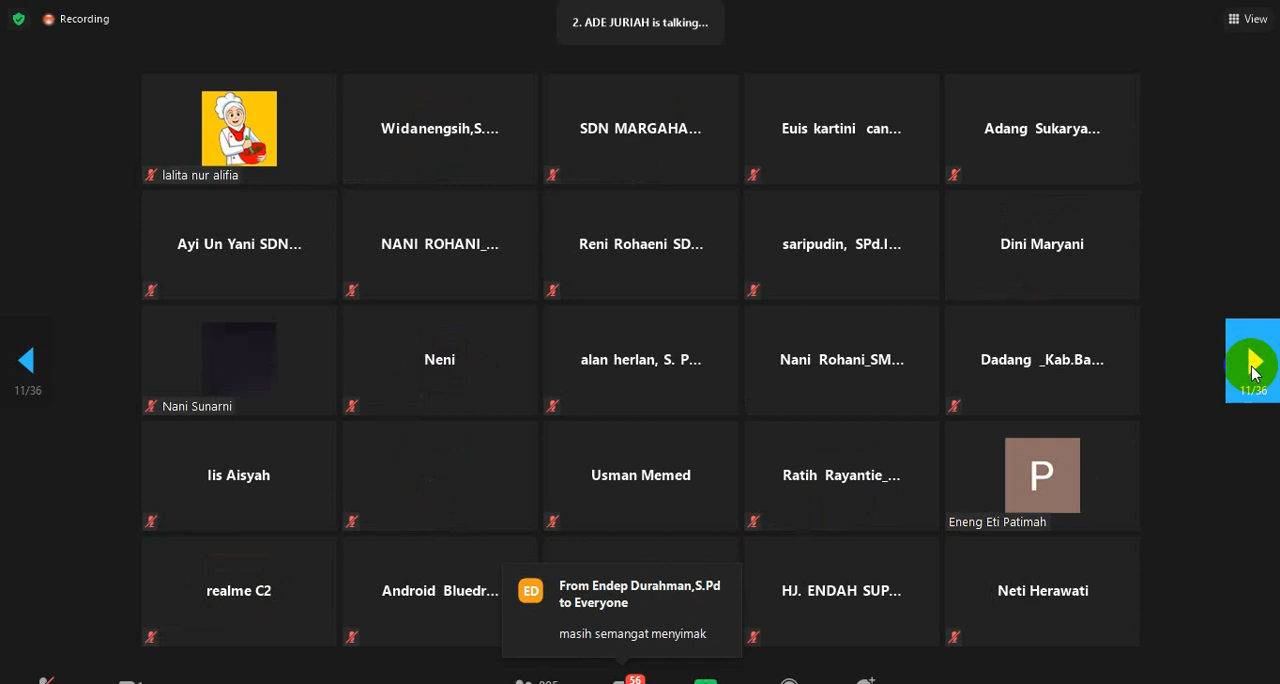 Recording
2. ADE JURIAH is talking...
View
lalita nur alifia
Widanengsih,S....
SDN MARGAHA...
Euis kartini can...
Adang Sukarya...
Ayi Un Yani SDN...
NANI ROHANI_...
Reni Rohaeni SD...
saripudin, SPd.I...
Dini Maryani
Nani Sunarni
Neni
alan herlan, S. P...
Nani Rohani_SM...
Dadang _Kab.Ba...
11/36
11/36
Iis Aisyah
Usman Memed
Ratih Rayantie_...
P
Eneng Eti Patimah
realme C2
Android Bluedr...
HJ. ENDAH SUP...
Neti Herawati
ED
From Endep Durahman,S.Pd
to Everyone
masih semangat menyimak
56